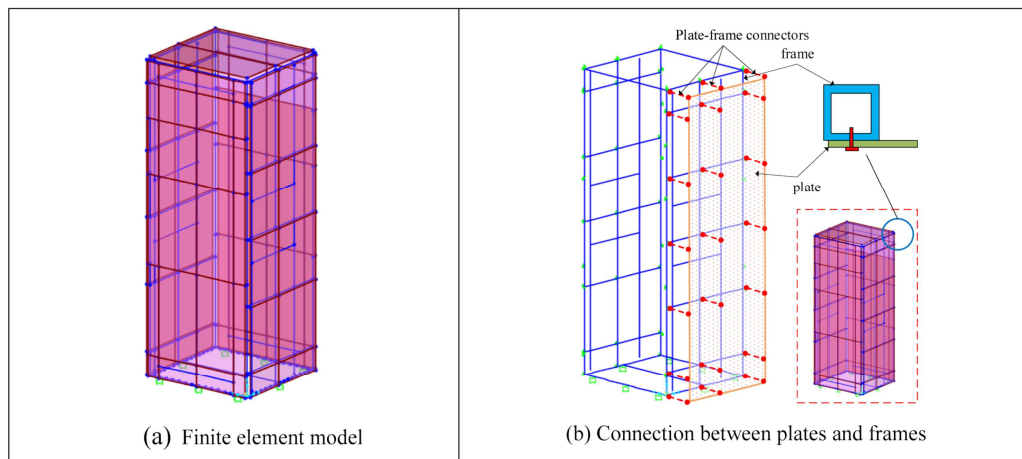 (a) Finite element model
Plate-frame connectors
frame
plate
(b) Connection between plates and frames